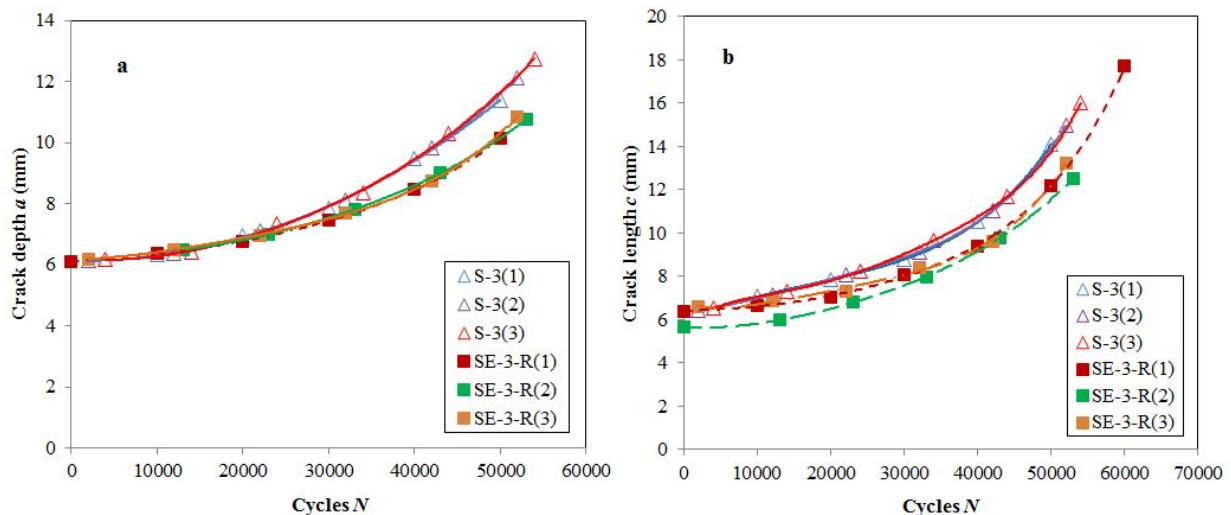 14
12
10
8
6
4
2
0
Crack depth a (mm)
a
S-3(1)
S-3(2)
S-3(3)
SE-3-R(1)
SE-3-R(2)
SE-3-R(3)
0 10000 20000 30000 40000 50000 60000
Cycles N
20
18
16
14
12
10
8
6
4
2
0
Crack length c (mm)
b
S-3(1)
S-3(2)
S-3(3)
SE-3-R(1)
SE-3-R(2)
SE-3-R(3)
0 10000 20000 30000 40000 50000 60000 70000
Cycles N